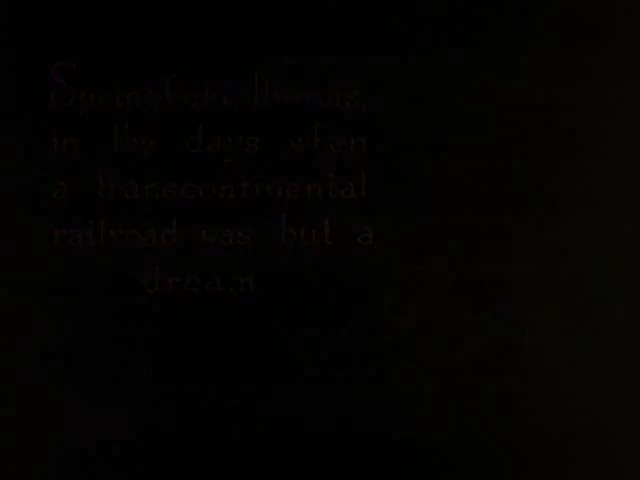 Springfield Illinois,
in the days when
a transcontinental
railroad was but a
dream